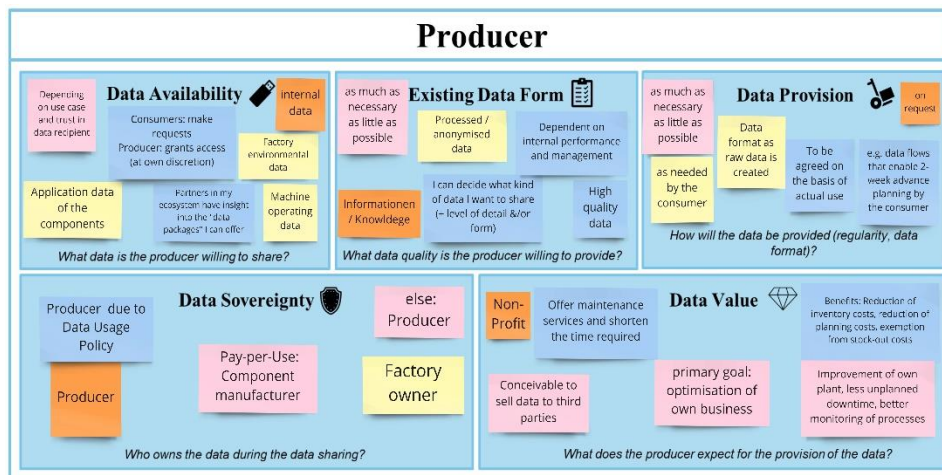 Producer
Data Availability
Depending
on use case
and trust in
data recipient
Consumers: make
requests
Producer: grants access
(at own discretion)
internal
data
Factory
environmental
data
Application data
of the
components
Partners in my
ecosystem have insight
into the "data
packages" I can offer
Machine
operating
data
What data is the producer willing to share?
Existing Data Form
as much as
necessary
as little as
possible
Processed /
anonymised
data
Dependent on
internal performance
and management
Informationen
/ Knowldege
I can decide what kind
of data I want to share
(+ level of detail &/or
form)
High
quality
data
What data quality is the producer willing to provide?
Data Provision
as much as
necessary
as little as
possible
on
request
Data
format as
raw data is
created
as needed
by the
consumer
To be
agreed on
the basis of
actual use
e.g. data flows
that enable 2-
week advance
planning by
the consumer
How will the data be provided (regularity, data
format)?
Data Sovereignty
Producer due to
Data Usage
Policy
else:
Producer
Pay-per-Use:
Component
manufacturer
Producer
Factory
owner
Who owns the data during the data sharing?
Data Value
Non-
Profit
Offer maintenance
services and shorten
the time required
Benefits: Reduction of
inventory costs, reduction of
planning costs, exemption
from stock-out costs
Conceivable to
sell data to third
parties
primary goal:
optimisation of
own business
Improvement of own
plant, less unplanned
downtime, better
monitoring of processes
What does the producer expect for the provision of the data?